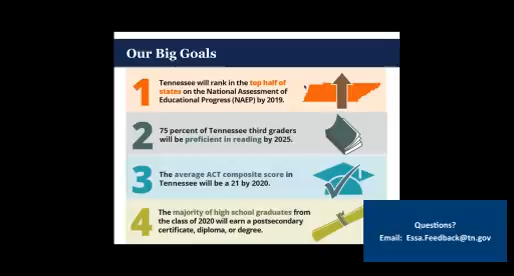 Our Big Goals
1
Tennessee will rank in the top half of
states on the National Assessment of
Educational Progress (NAEP) by 2019.
2
75 percent of Tennessee third graders
will be proficient in reading by 2025.
3
The average ACT composite score in
Tennessee will be a 21 by 2020.
4
The majority of high school graduates from
the class of 2020 will earn a postsecondary
certificate, diploma, or degree.
Questions?
Email: Essa.Feedback@tn.gov